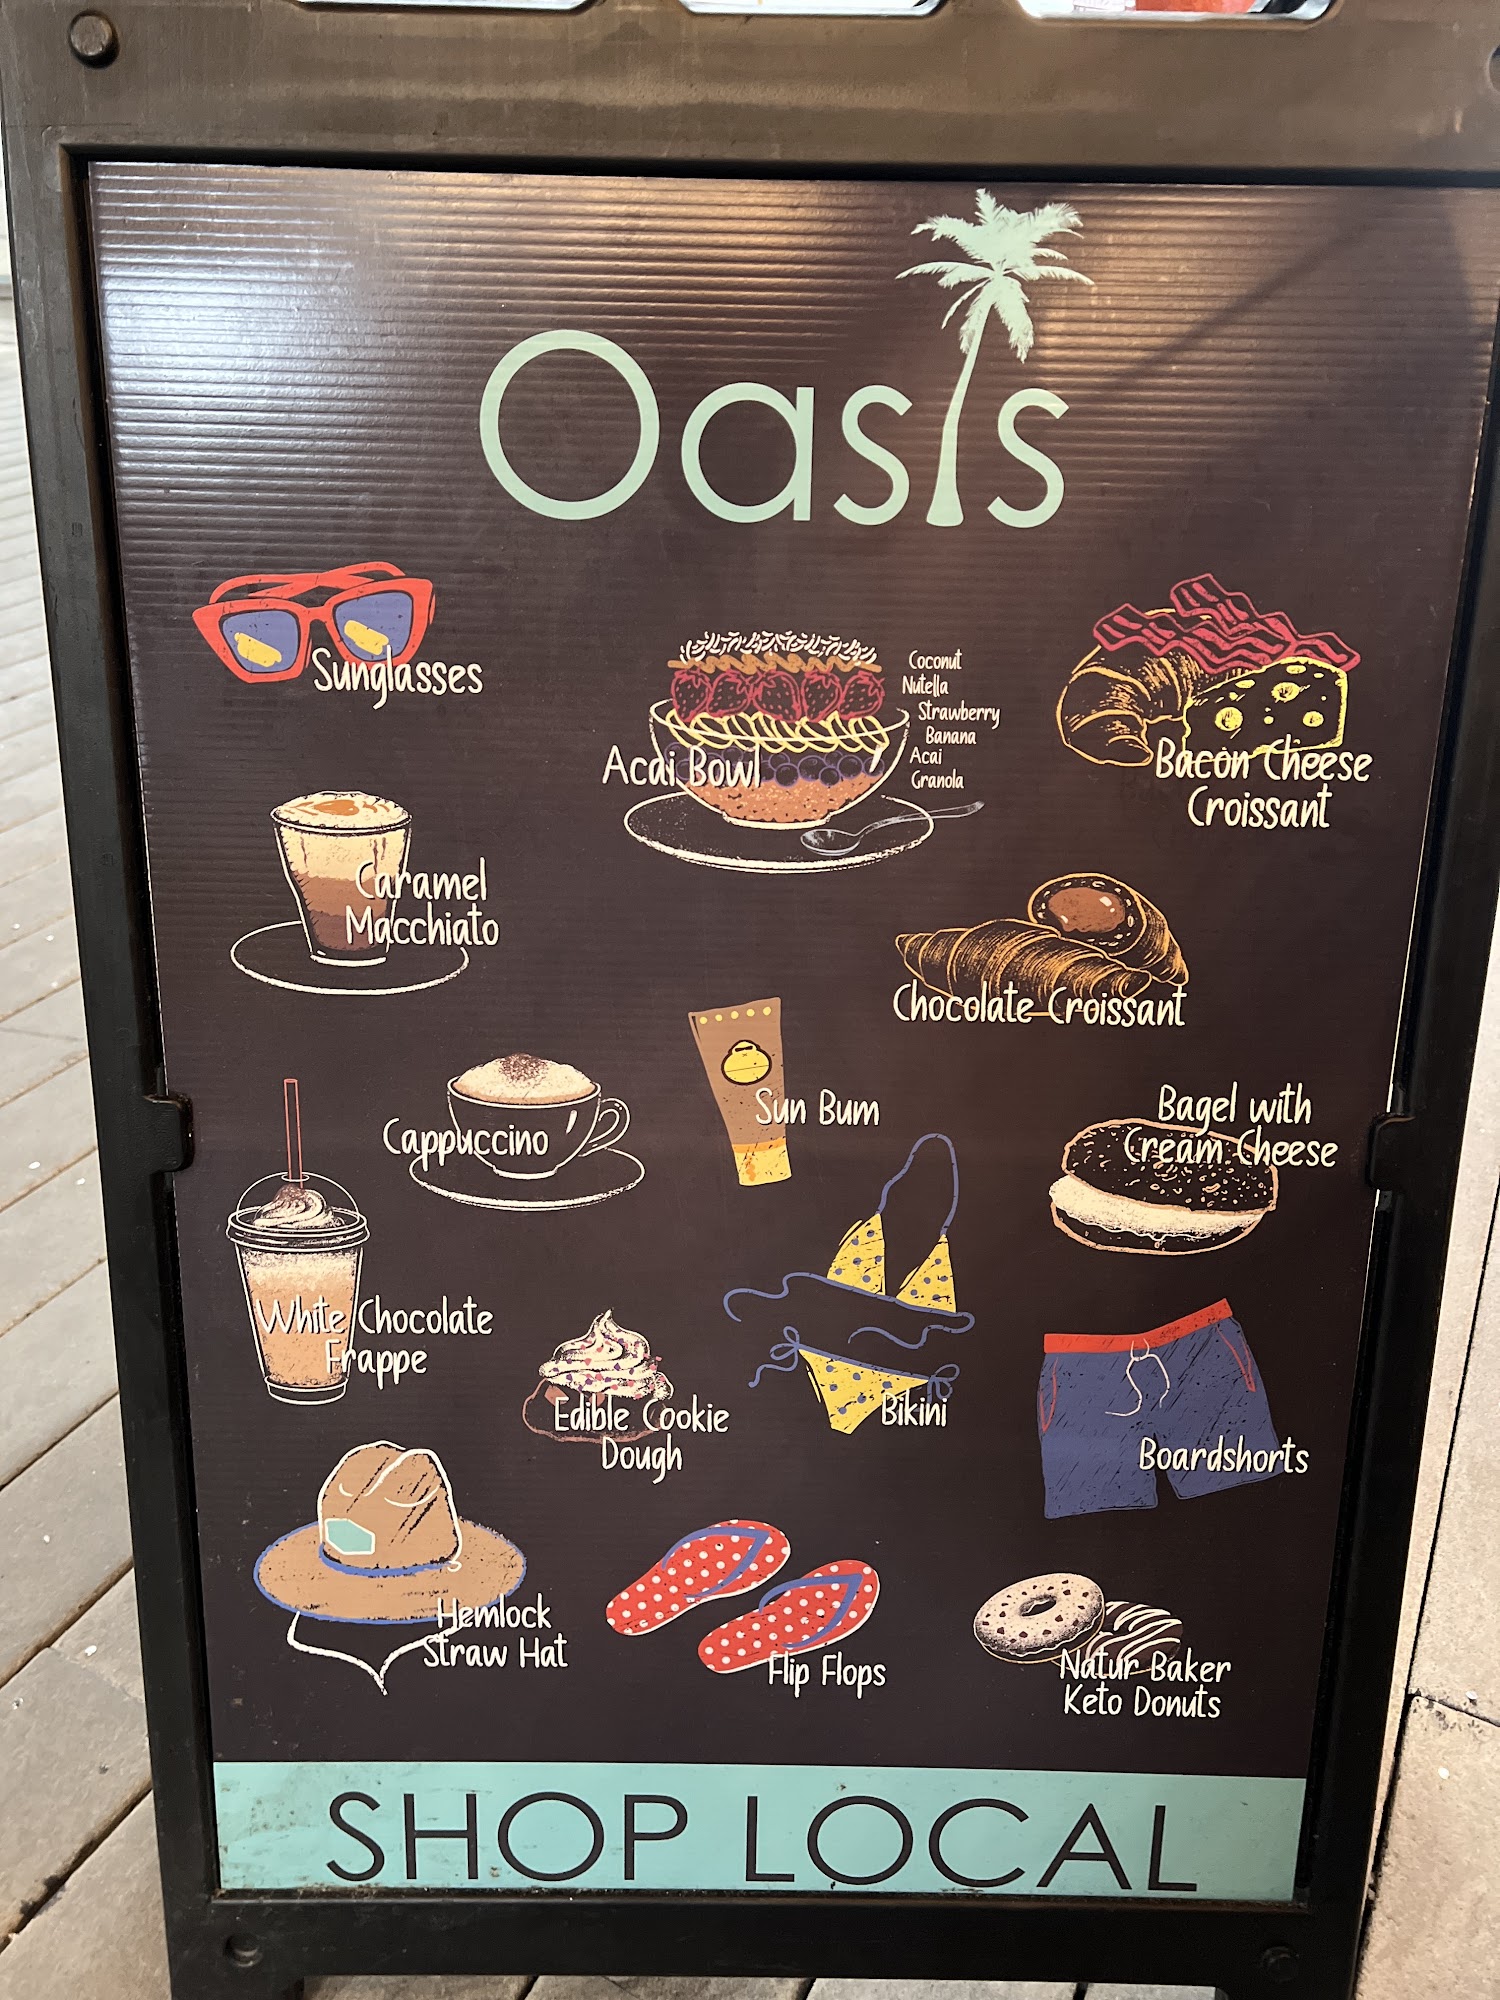 Oasis
Sunglasses
Acai Bowl
Coconut
Nutella
Strawberry
Banana
Acai
Granola
Bacon Cheese
Croissant
Caramel
Macchiato
Chocolate Croissant
Cappuccino
Sun Bum
Bagel with
Cream Cheese
White Chocolate
Frappe
Edible Cookie
Dough
Bikini
Boardshorts
Hemlock
Straw Hat
Flip Flops
Natur Baker
Keto Donuts
SHOP LOCAL